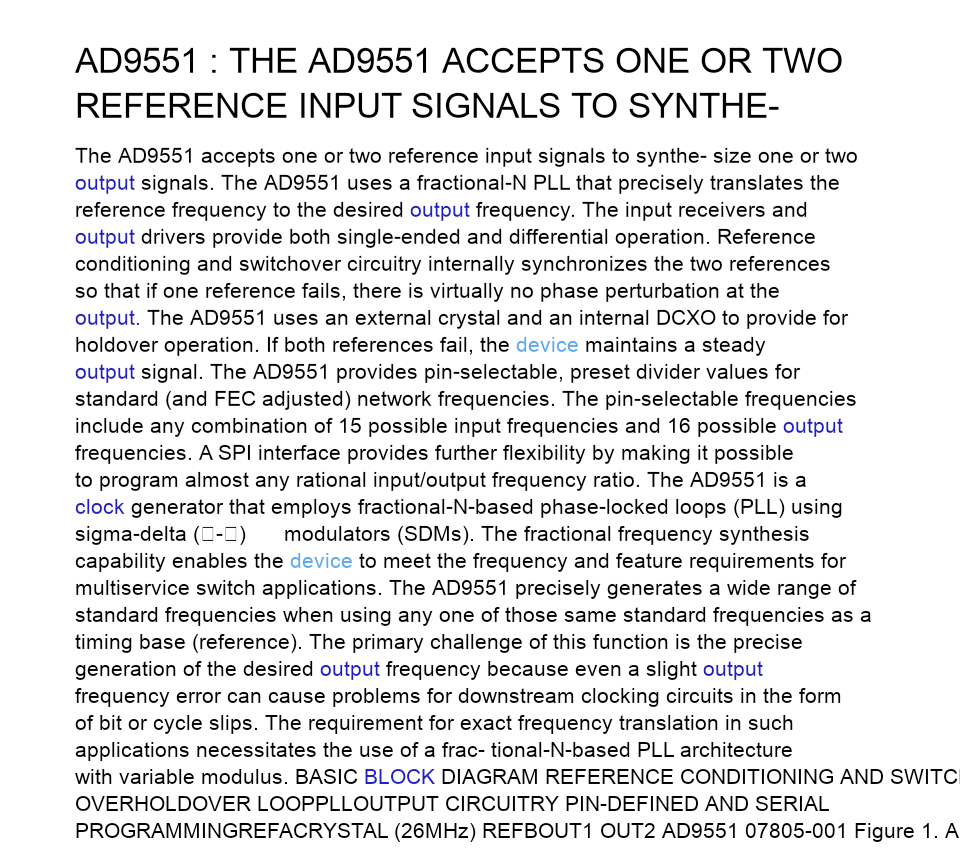 AD9551 : THE AD9551 ACCEPTS ONE OR TWO
REFERENCE INPUT SIGNALS TO SYNTHE-
The AD9551 accepts one or two reference input signals to synthe- size one or two
output signals. The AD9551 uses a fractional-N PLL that precisely translates the
reference frequency to the desired output frequency. The input receivers and
output drivers provide both single-ended and differential operation. Reference
conditioning and switchover circuitry internally synchronizes the two references
so that if one reference fails, there is virtually no phase perturbation at the
output. The AD9551 uses an external crystal and an internal DCXO to provide for
holdover operation. If both references fail, the device maintains a steady
output signal. The AD9551 provides pin-selectable, preset divider values for
standard (and FEC adjusted) network frequencies. The pin-selectable frequencies
include any combination of 15 possible input frequencies and 16 possible output
frequencies. A SPI interface provides further flexibility by making it possible
to program almost any rational input/output frequency ratio. The AD9551 is a
clock generator that employs fractional-N-based phase-locked loops (PLL) using
sigma-delta (□-□) modulators (SDMs). The fractional frequency synthesis
capability enables the device to meet the frequency and feature requirements for
multiservice switch applications. The AD9551 precisely generates a wide range of
standard frequencies when using any one of those same standard frequencies as a
timing base (reference). The primary challenge of this function is the precise
generation of the desired output frequency because even a slight output
frequency error can cause problems for downstream clocking circuits in the form
of bit or cycle slips. The requirement for exact frequency translation in such
applications necessitates the use of a frac- tional-N-based PLL architecture
with variable modulus. BASIC BLOCK DIAGRAM REFERENCE CONDITIONING AND SWITC
OVERHOLDOVER LOOPPLLOUTPUT CIRCUITRY PIN-DEFINED AND SERIAL
PROGRAMMINGREFACRYSTAL (26MHz) REFBOUT1 OUT2 AD9551 07805-001 Figure 1. A